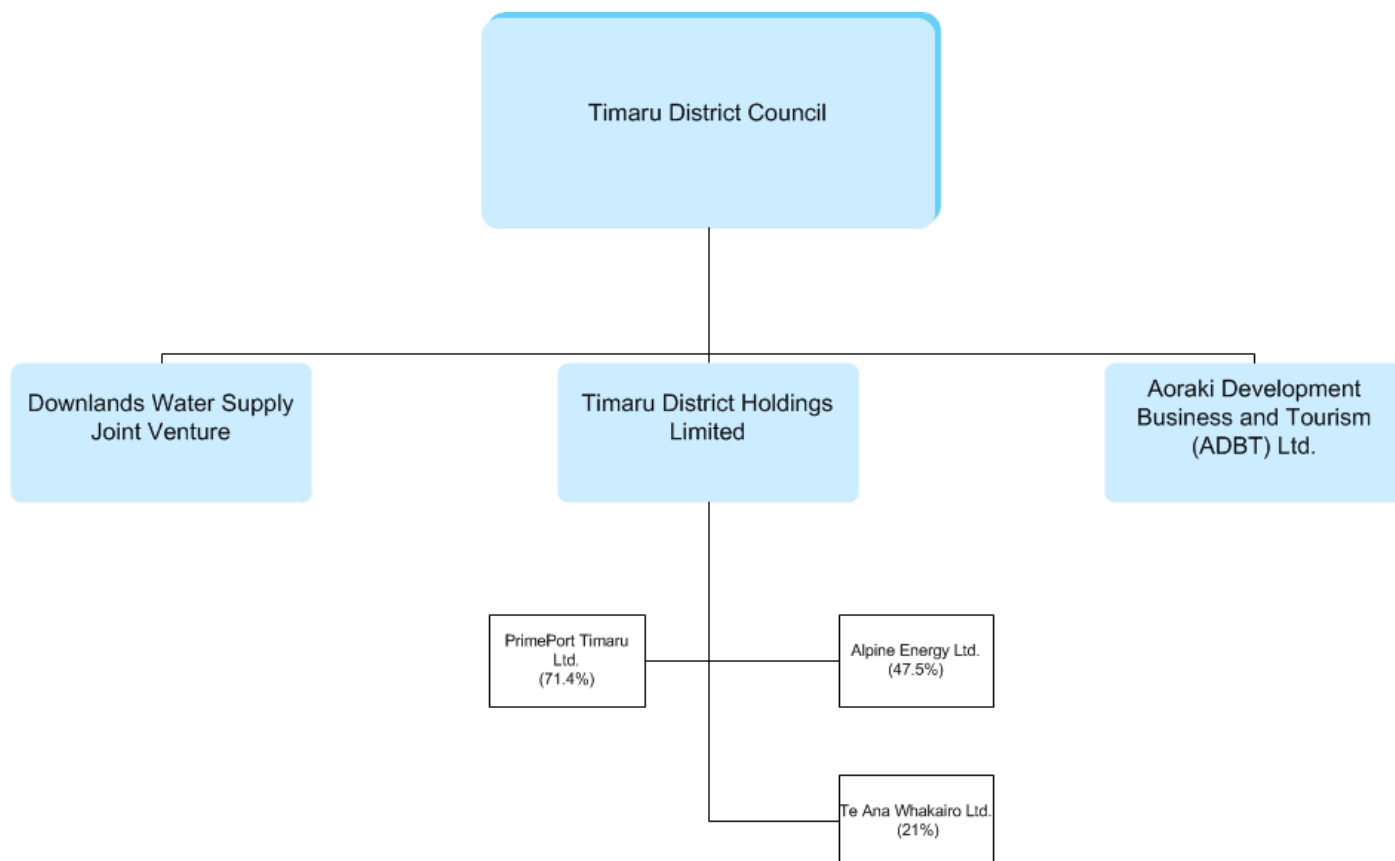 Timaru District Council
Downlands Water Supply
Joint Venture
Timaru District Holdings
Limited
Aoraki Development
Business and Tourism
(ADBT) Ltd.
PrimePort Timaru
Ltd.
(71.4%)
Alpine Energy Ltd.
(47.5%)
Te Ana Whakairo Ltd.
(21%)